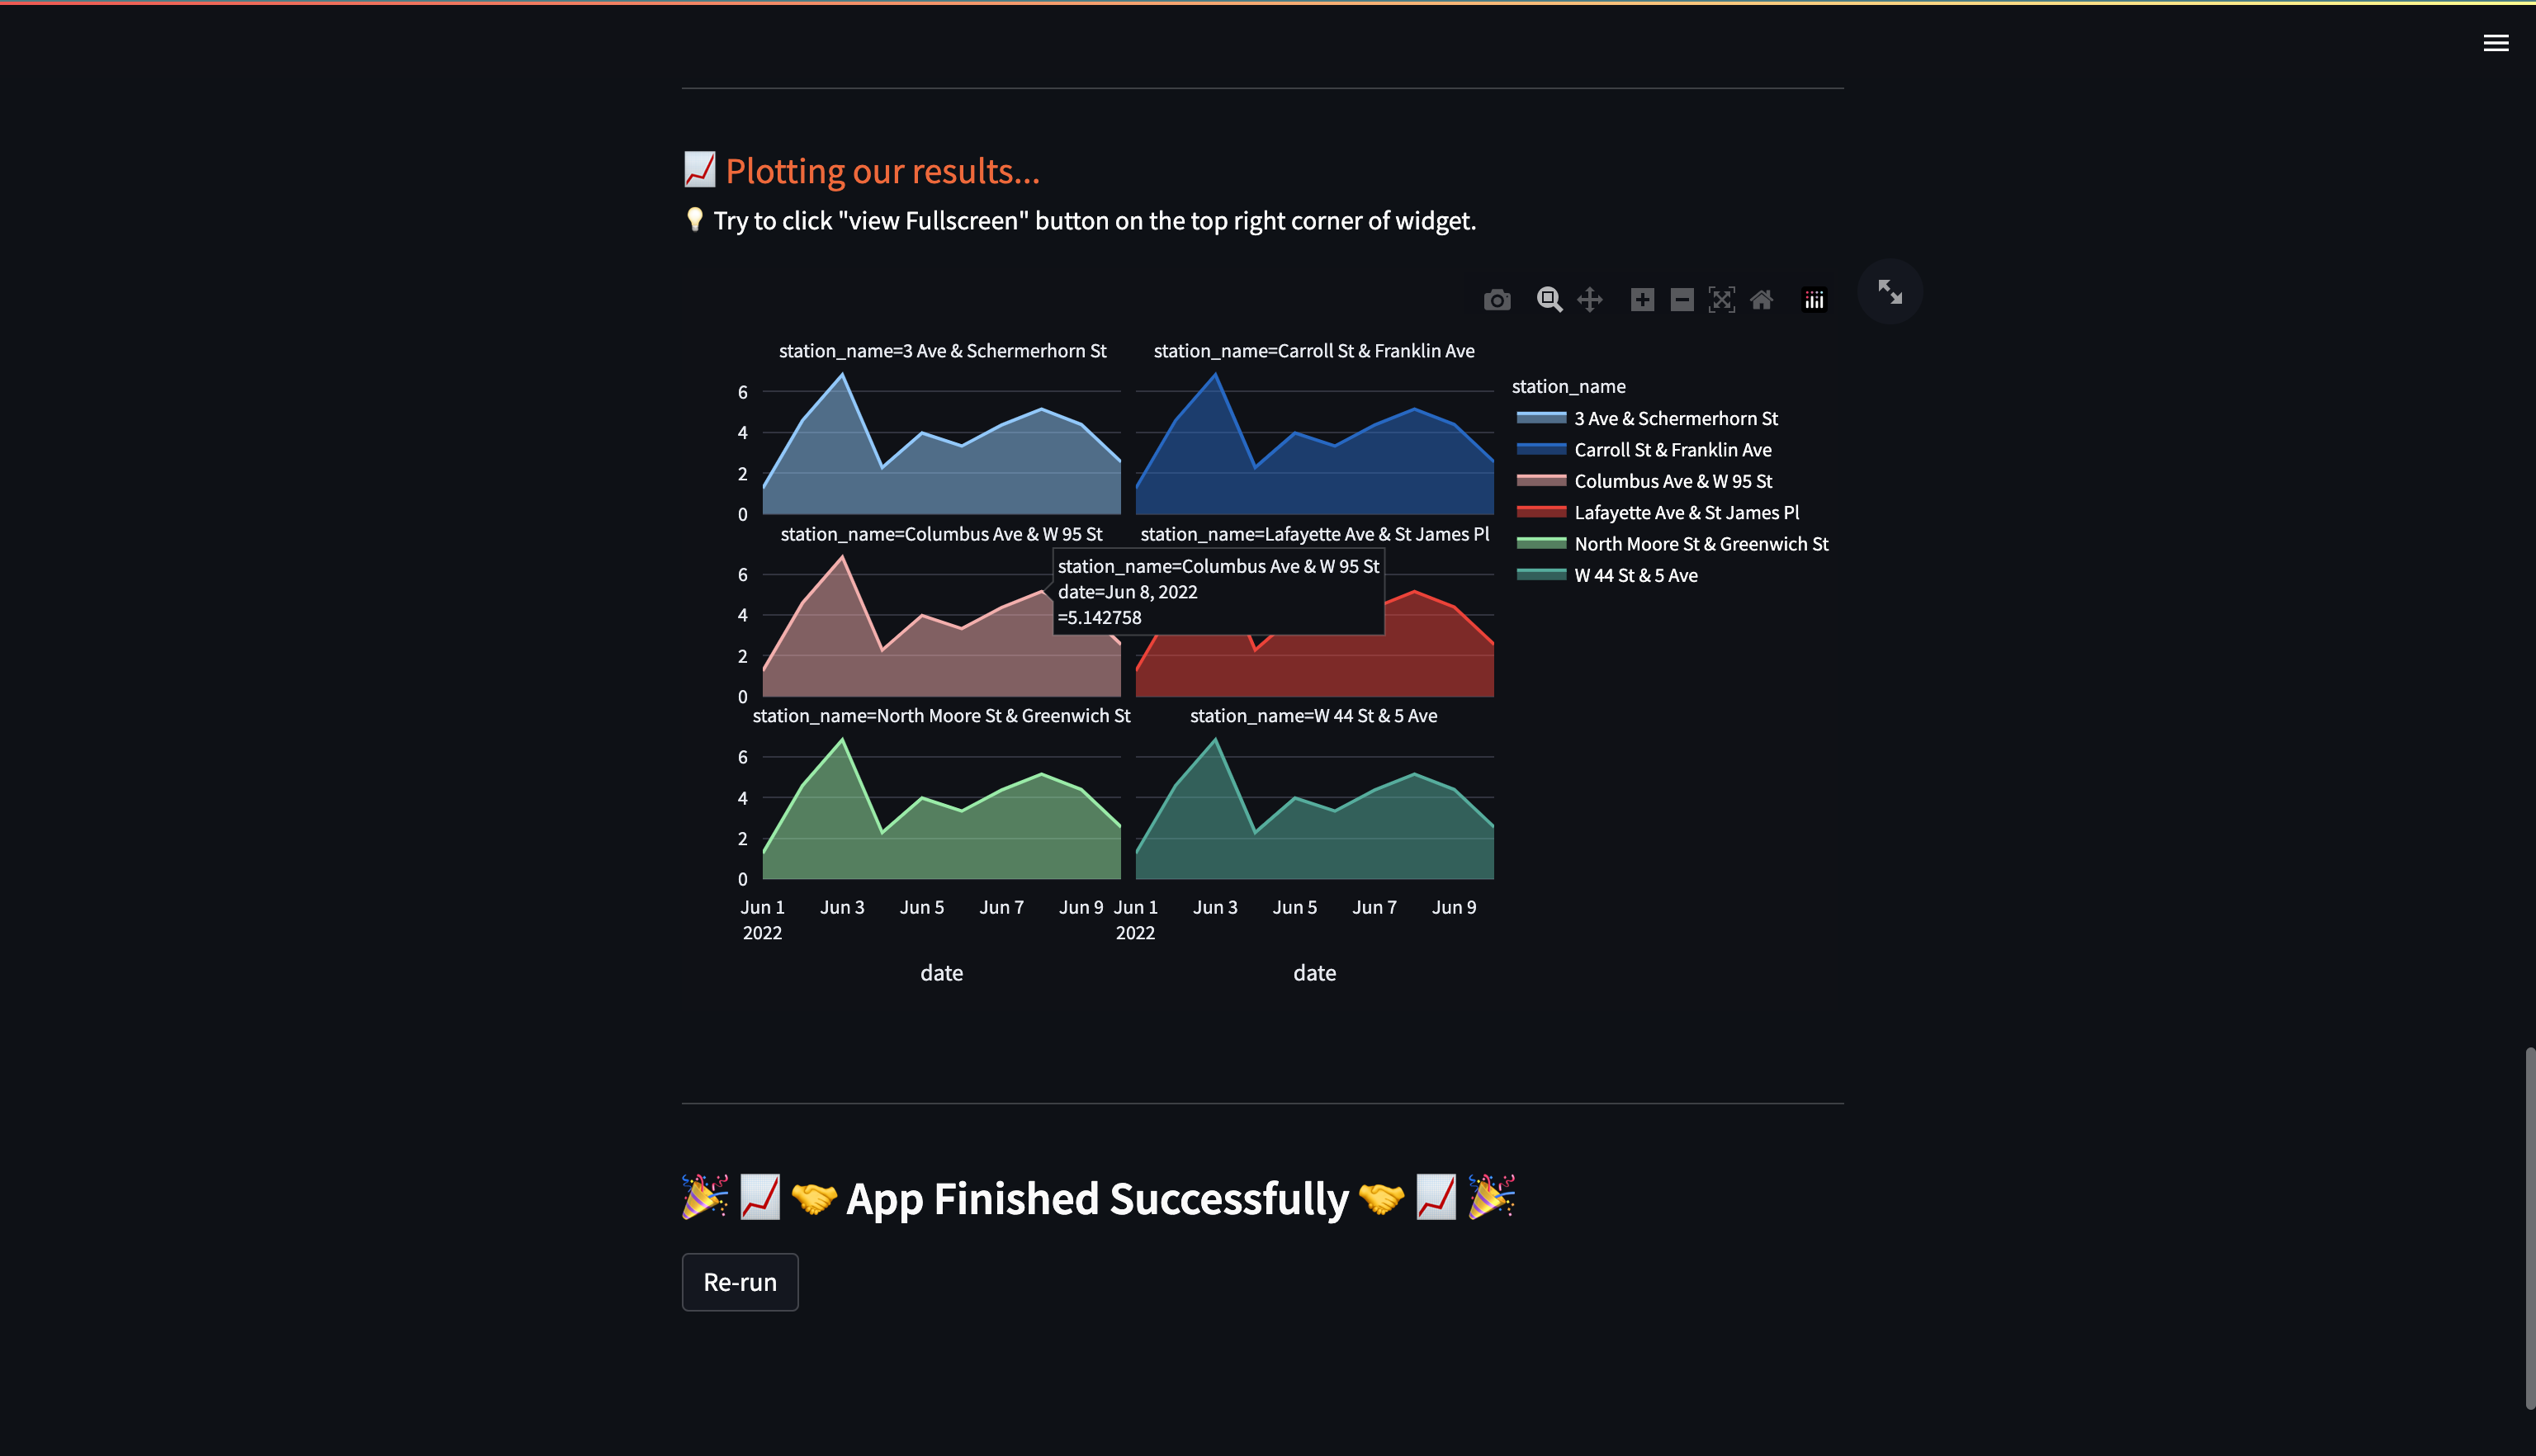 📈 Plotting our results...
💡 Try to click "view Fullscreen" button on the top right corner of widget.
station_name=3 Ave & Schermerhorn St
station_name=Carroll St & Franklin Ave
6
4
2
0
station_name
3 Ave & Schermerhorn St
Carroll St & Franklin Ave
Columbus Ave & W 95 St
Lafayette Ave & St James Pl
North Moore St & Greenwich St
W 44 St & 5 Ave
station_name=Columbus Ave & W 95 St
station_name=Lafayette Ave & St James Pl
6
4
2
0
station_name=Columbus Ave & W 95 St
date=Jun 8, 2022
=5.142758
station_name=North Moore St & Greenwich St
station_name=W 44 St & 5 Ave
6
4
2
0
Jun 1 Jun 3 Jun 5 Jun 7 Jun 9 Jun 1 Jun 3 Jun 5 Jun 7 Jun 9
2022 2022
date date
🎉 📈 🤝 App Finished Successfully 🤝 📈 🎉
Re-run